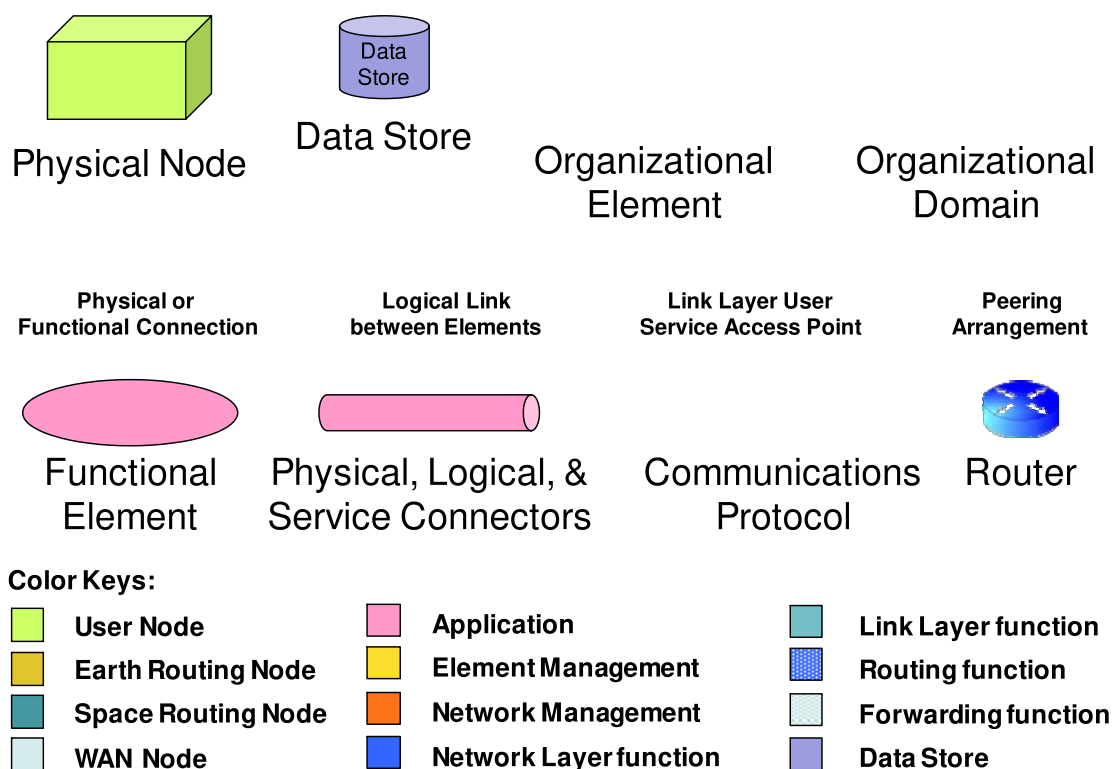 Data
Store
Physical Node
Data Store
Organizational
Element
Organizational
Domain
Physical or
Functional Connection
Logical Link
between Elements
Link Layer User
Service Access Point
Peering
Arrangement
Functional
Element
Physical, Logical, &
Service Connectors
Communications
Protocol
Router
Color Keys:
User Node
Earth Routing Node
Space Routing Node
WAN Node
Application
Element Management
Network Management
Network Layer function
Link Layer function
Routing function
Forwarding function
Data Store